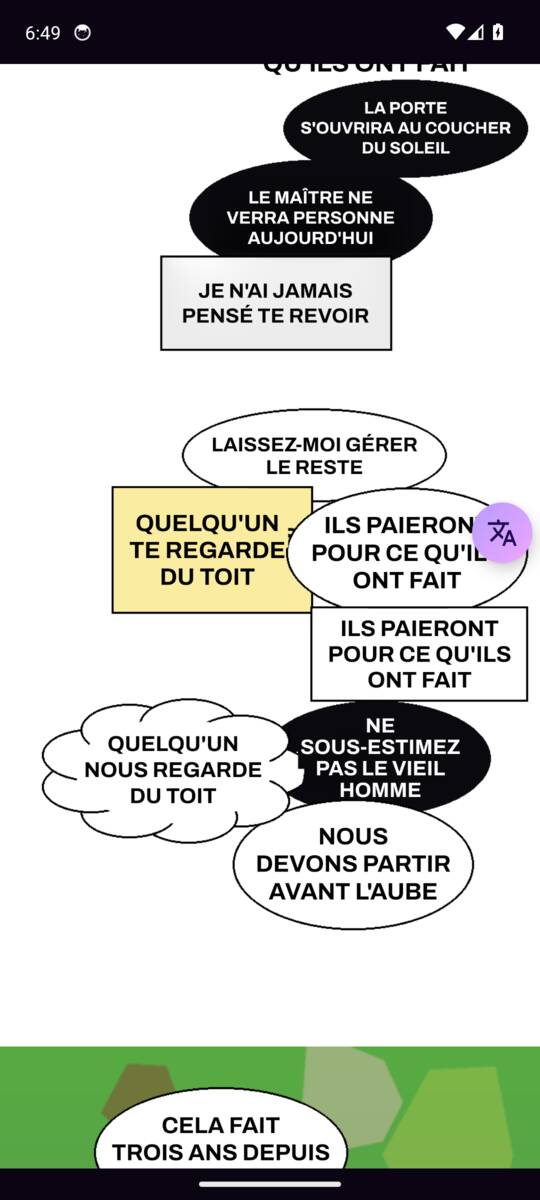 6:49
QU'ILS ONT FAIT
LA PORTE
S'OUVRIRA AU COUCHER
DU SOLEIL
LE MAÎTRE NE
VERRA PERSONNE
AUJOURD'HUI
JE N'AI JAMAIS
PENSÉ TE REVOIR
LAISSEZ-MOI GÉRER
LE RESTE
QUELQU'UN
TE REGARDE
DU TOIT
ILS PAIERON
POUR CE QU'IL
ONT FAIT
ILS PAIERONT
POUR CE QU'ILS
ONT FAIT
QUELQU'UN
NOUS REGARDE
DU TOIT
NE
SOUS-ESTIMEZ
PAS LE VIEIL
HOMME
NOUS
DEVONS PARTIR
AVANT L'AUBE
CELA FAIT
TROIS ANS DEPUIS